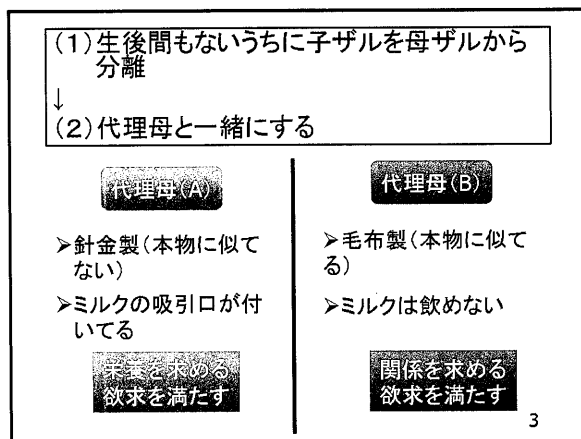 (1)生後間もないうちに子ザルを母ザルから
分離
↓
(2)代理母と一緒にする
代理母(A)
➢針金製(本物に似て
ない)
➢ミルクの吸引口が付
いてる
栄養を求める
欲求を満たす
代理母(B)
➢毛布製(本物に似て
る)
➢ミルクは飲めない
関係を求める
欲求を満たす
3